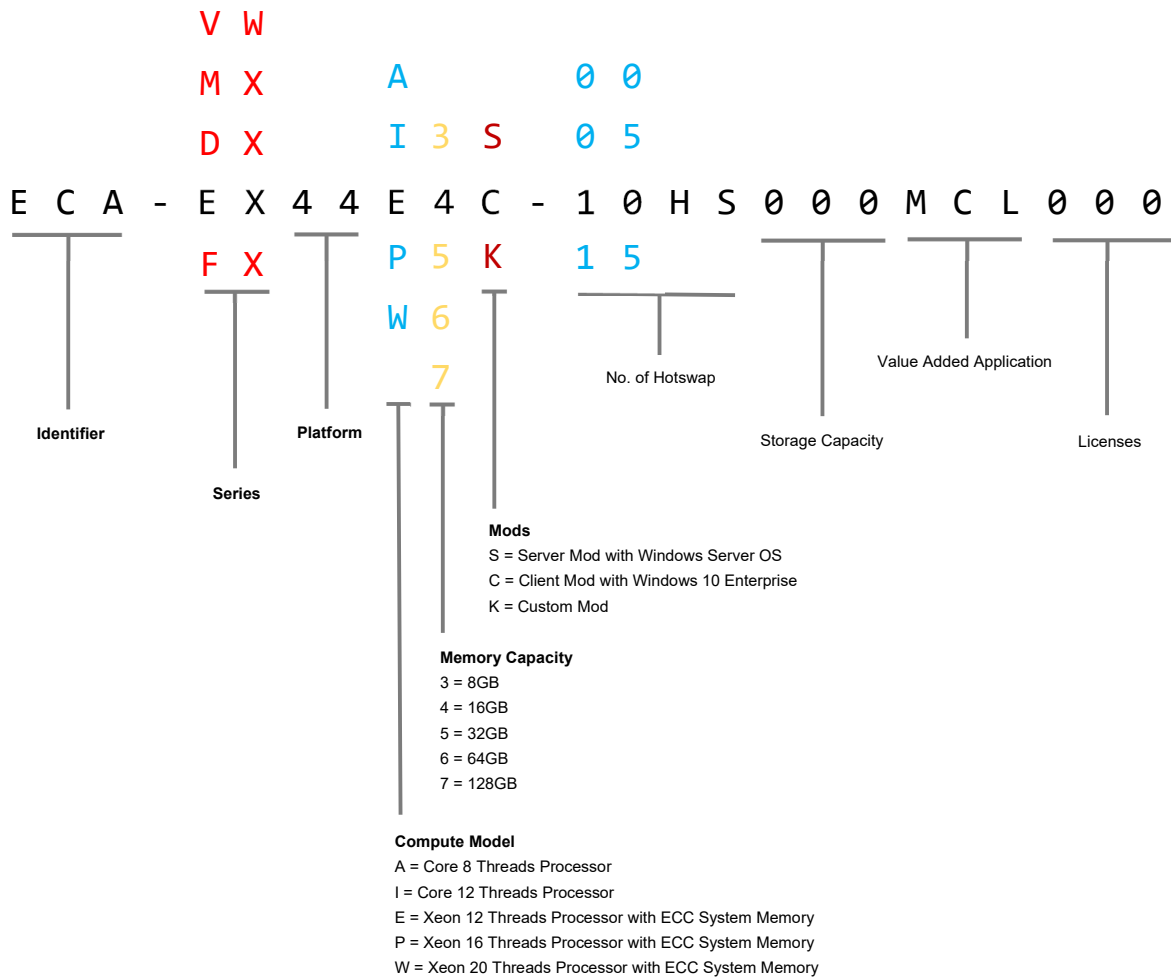 V W
M X A 0 0
D X I 3 S 0 5
E C A - E X 4 4 E 4 C - 1 0 H S 0 0 0 M C L 0 0 0
F X P 5 K 1 5
W 6
7
No. of Hotswap
Value Added Application
Identifier
Platform
Storage Capacity
Licenses
Series
Mods
S = Server Mod with Windows Server OS
C = Client Mod with Windows 10 Enterprise
K = Custom Mod
Memory Capacity
3 = 8GB
4 = 16GB
5 = 32GB
6 = 64GB
7 = 128GB
Compute Model
A = Core 8 Threads Processor
I = Core 12 Threads Processor
E = Xeon 12 Threads Processor with ECC System Memory
P = Xeon 16 Threads Processor with ECC System Memory
W = Xeon 20 Threads Processor with ECC System Memory